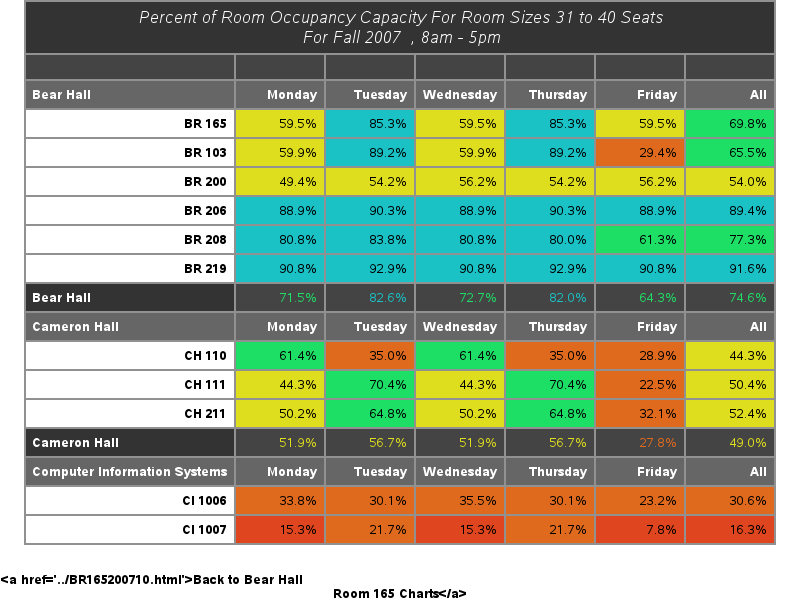 Percent of Room Occupancy Capacity For Room Sizes 31 to 40 Seats
For Fall 2007 , 8am - 5pm
Bear Hall Monday Tuesday Wednesday Thursday Friday All
BR 165 59.5% 85.3% 59.5% 85.3% 59.5% 69.8%
BR 103 59.9% 89.2% 59.9% 89.2% 29.4% 65.5%
BR 200 49.4% 54.2% 56.2% 54.2% 56.2% 54.0%
BR 206 88.9% 90.3% 88.9% 90.3% 88.9% 89.4%
BR 208 80.8% 83.8% 80.8% 80.0% 61.3% 77.3%
BR 219 90.8% 92.9% 90.8% 92.9% 90.8% 91.6%
Bear Hall 71.5% 82.6% 72.7% 82.0% 64.3% 74.6%
Cameron Hall Monday Tuesday Wednesday Thursday Friday All
CH 110 61.4% 35.0% 61.4% 35.0% 28.9% 44.3%
CH 111 44.3% 70.4% 44.3% 70.4% 22.5% 50.4%
CH 211 50.2% 64.8% 50.2% 64.8% 32.1% 52.4%
Cameron Hall 51.9% 56.7% 51.9% 56.7% 27.8% 49.0%
Computer Information Systems Monday Tuesday Wednesday Thursday Friday All
CI 1006 33.8% 30.1% 35.5% 30.1% 23.2% 30.6%
CI 1007 15.3% 21.7% 15.3% 21.7% 7.8% 16.3%
<a href='../BR165200710.html'>Back to Bear Hall
Room 165 Charts</a>